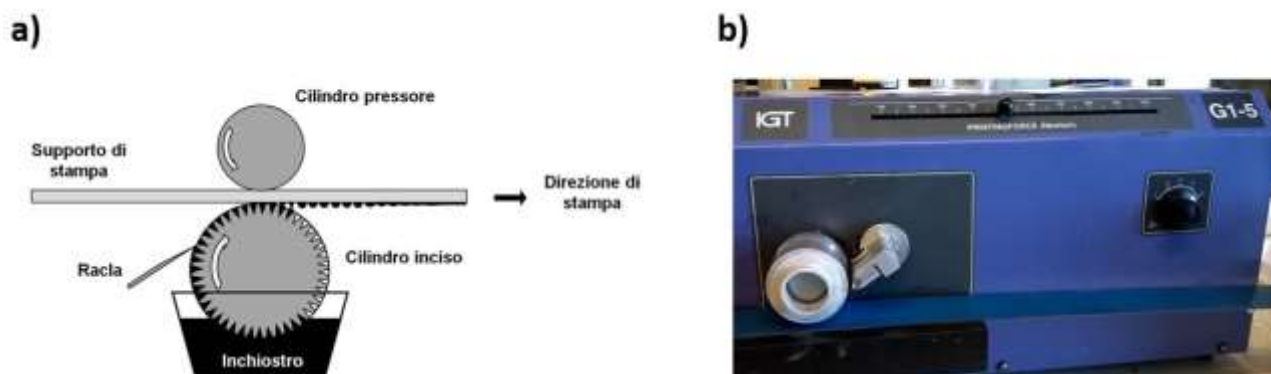 a)
b)
Cilindro pressore
Supporto di
stampa
Direzione di
stampa
Racla
Cilindro inciso
Inchiostro
IGT
G1-5